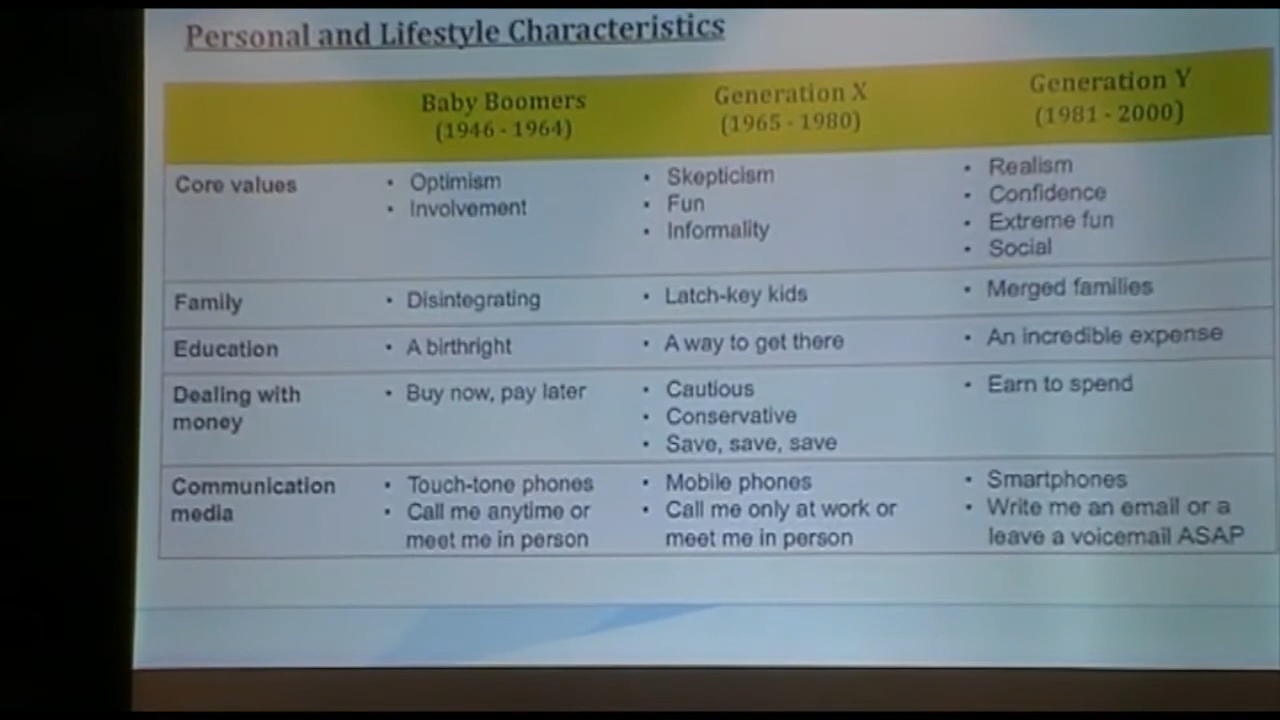 Personal and Lifestyle Characteristics
Baby Boomers
(1946 - 1964)
Generation X
(1965 - 1980)
Generation Y
(1981 - 2000)
Core values
• Optimism
• Involvement
• Skepticism
• Fun
• Informality
• Realism
• Confidence
• Extreme fun
• Social
Family
• Disintegrating
• Latch-key kids
• Merged families
Education
• A birthright
• A way to get there
• An incredible expense
Dealing with
money
• Buy now, pay later
• Cautious
• Conservative
• Save, save, save
• Earn to spend
Communication
media
• Touch-tone phones
• Call me anytime or
meet me in person
• Mobile phones
• Call me only at work or
meet me in person
• Smartphones
• Write me an email or a
leave a voicemail ASAP